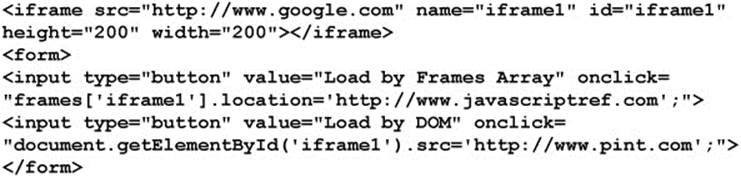 <iframe src="http://www.google.com" name="iframe1" id="iframe1"
height="200" width="200"></iframe>
<form>
<input type="button" value="Load by Frames Array" onclick=
"frames['iframe1'].location='http://www.javascriptref.com';">
<input type="button" value="Load by DOM" onclick=
"document.getElementById('iframe1').src='http://www.pint.com';">
</form>